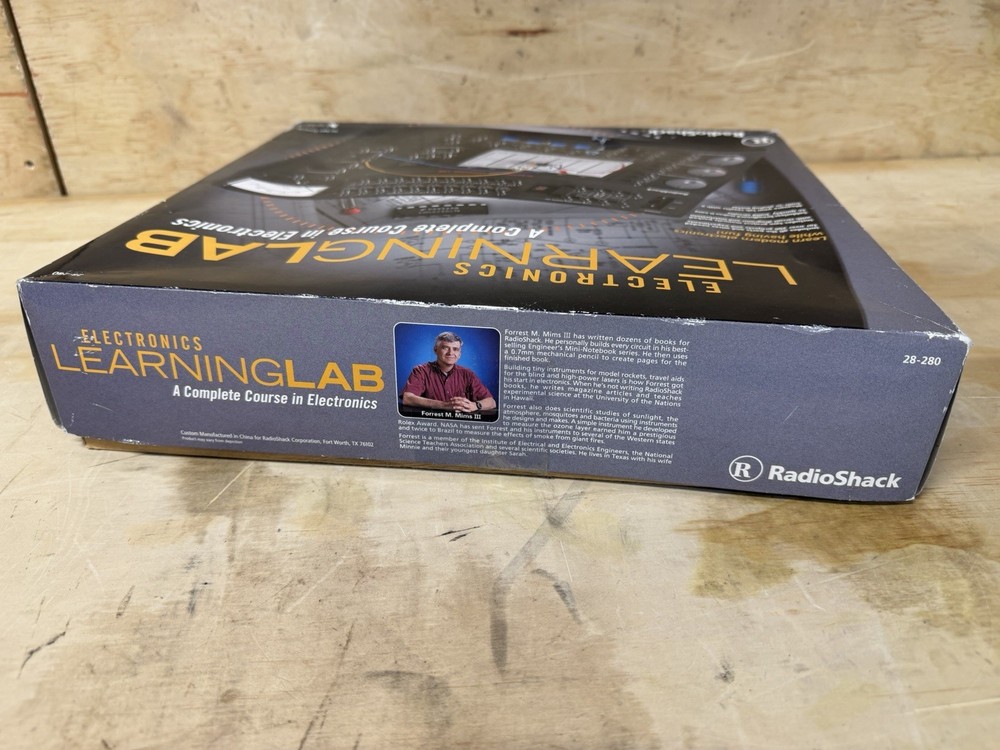 RadioShack
LEARNINGLAB
ELECTRONICS
A Complete Course in Electronics
Learn modern electronics
while having fun!
ELECTRONICS
LEARNINGLAB
A Complete Course in Electronics
Custom Manufactured in China for RadioShack Corporation, Fort Worth, TX 76102
Forrest M. Mims III
Forrest M. Mims III has written dozens of books for
RadioShack. He personally builds every circuit in his best-
selling Engineer's Mini-Notebook series. He then uses
a 0.7mm mechanical pencil to create pages for the
finished book.
Building tiny instruments for model rockets, travel aids
for the blind and high-power lasers is how Forrest got
his start in electronics. When he's not writing RadioShack
books, he writes magazine articles and teaches
experimental science at the University of the Nations
in Hawaii.
Forrest also does scientific studies of sunlight, the
atmosphere, mosquitoes and bacteria using instruments
he designs and makes. A simple instrument he developed
to measure the ozone layer earned him a prestigious
Rolex Award. NASA has sent Forrest and his instruments to several of the Western states
and twice to Brazil to measure the effects of smoke from giant fires.
Forrest is a member of the Institute of Electrical and Electronics Engineers, the National
Science Teachers Association and several scientific societies. He lives in Texas with his wife
Minnie and their youngest daughter Sarah.
28-280
R RadioShack